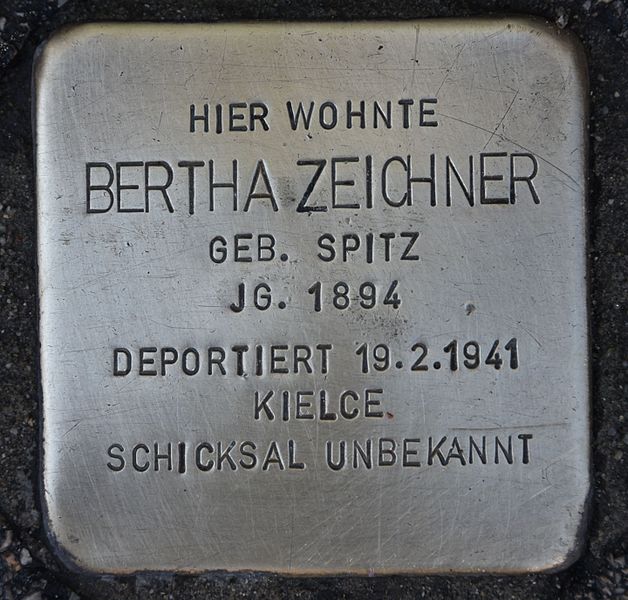 HIER WOHNTE
BERTHA ZEICHNER
GEB. SPITZ
JG. 1894
DEPORTIERT 19.2.1941
KIELCE
SCHICKSAL UNBEKANNT